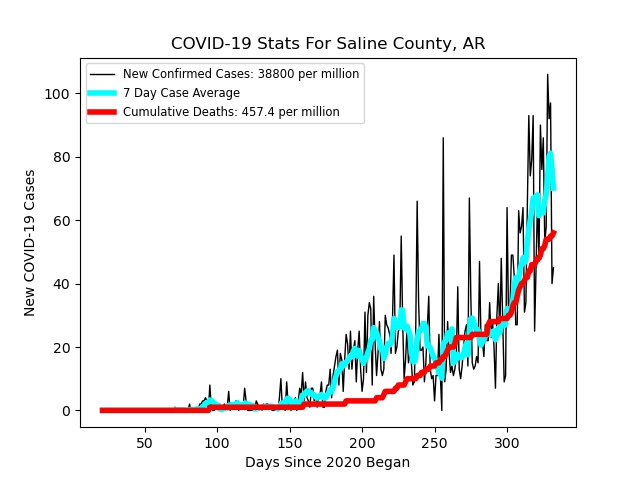 COVID-19 Stats For Saline County, AR
New Confirmed Cases: 38800 per million
7 Day Case Average
Cumulative Deaths: 457.4 per million
New COVID-19 Cases
100
80
60
40
20
0
50 100 150 200 250 300
Days Since 2020 Began